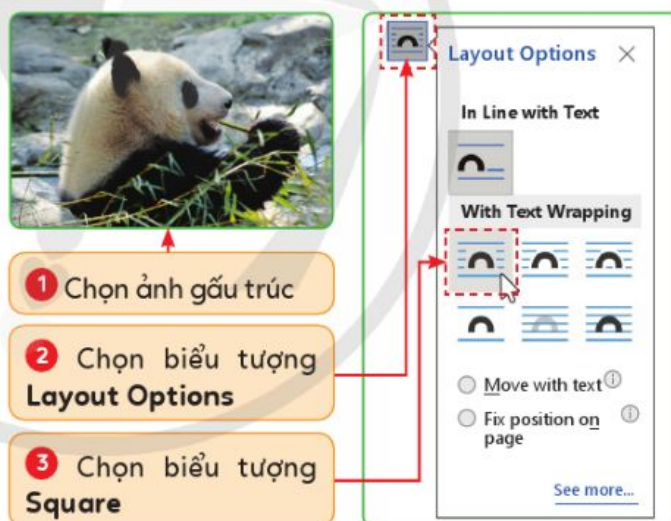 1 Chọn ảnh gấu trúc
2 Chọn biểu tượng
Layout Options
3 Chọn biểu tượng
Square
Layout Options
In Line with Text
With Text Wrapping
Move with text
Fix position on
page
See more...